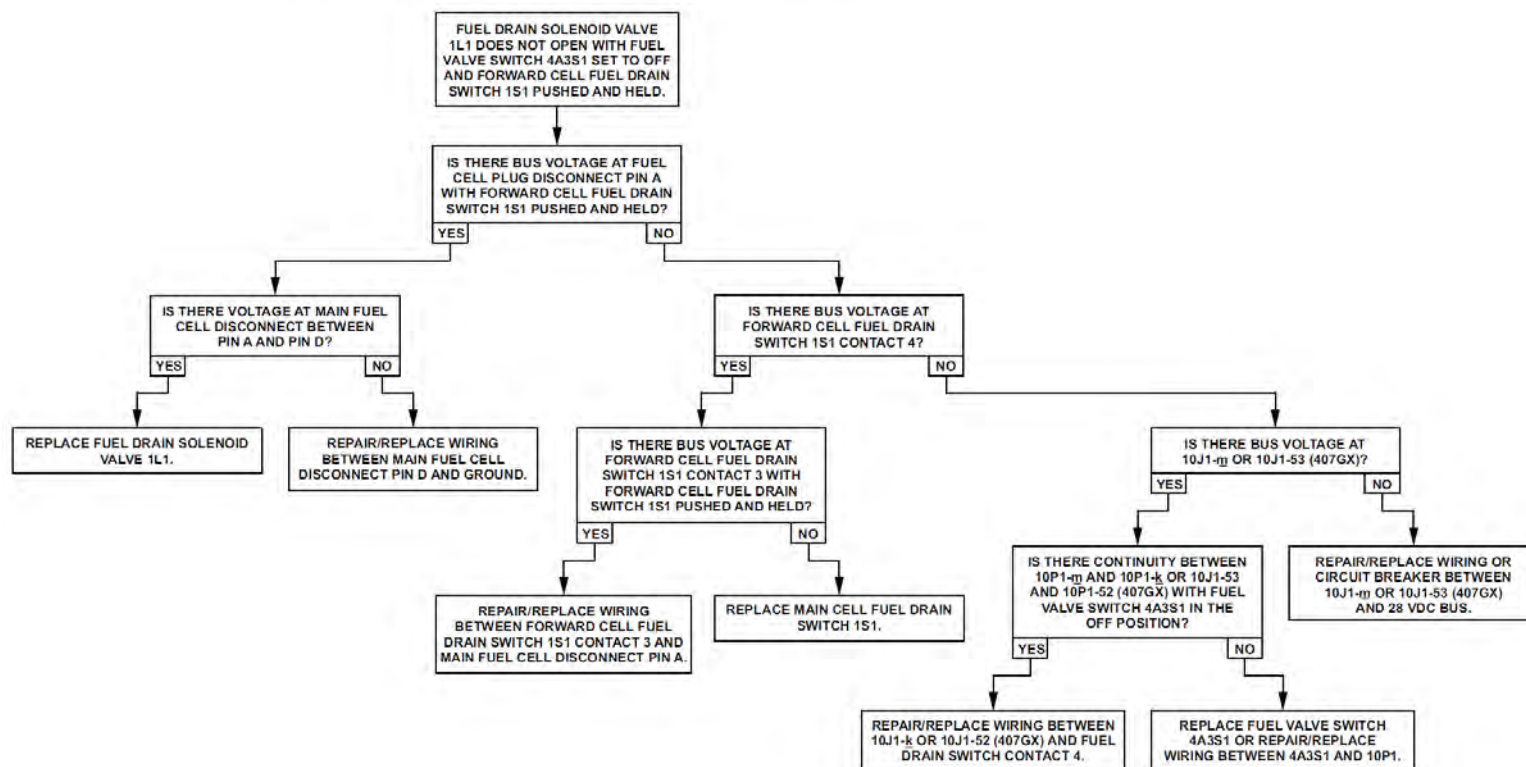 FUEL DRAIN SOLENOID VALVE
1L1 DOES NOT OPEN WITH FUEL
VALVE SWITCH 4A3S1 SET TO OFF
AND FORWARD CELL FUEL DRAIN
SWITCH 1S1 PUSHED AND HELD.
IS THERE BUS VOLTAGE AT FUEL
CELL PLUG DISCONNECT PIN A
WITH FORWARD CELL FUEL DRAIN
SWITCH 1S1 PUSHED AND HELD?
YES
NO
IS THERE VOLTAGE AT MAIN FUEL
CELL DISCONNECT BETWEEN
PIN A AND PIN D?
YES
NO
IS THERE BUS VOLTAGE AT
FORWARD CELL FUEL DRAIN
SWITCH 1S1 CONTACT 4?
YES
NO
REPLACE FUEL DRAIN SOLENOID
VALVE 1L1.
REPAIR/REPLACE WIRING
BETWEEN MAIN FUEL CELL
DISCONNECT PIN D AND GROUND.
IS THERE BUS VOLTAGE AT
FORWARD CELL FUEL DRAIN
SWITCH 1S1 CONTACT 3 WITH
FORWARD CELL FUEL DRAIN
SWITCH 1S1 PUSHED AND HELD?
YES
NO
IS THERE BUS VOLTAGE AT
10J1-m OR 10J1-53 (407GX)?
YES
NO
REPAIR/REPLACE WIRING
BETWEEN FORWARD CELL FUEL
DRAIN SWITCH 1S1 CONTACT 3 AND
MAIN FUEL CELL DISCONNECT PIN A.
REPLACE MAIN CELL FUEL DRAIN
SWITCH 1S1.
IS THERE CONTINUITY BETWEEN
10P1-m AND 10P1-k OR 10J1-53
AND 10P1-52 (407GX) WITH FUEL
VALVE SWITCH 4A3S1 IN THE
OFF POSITION?
YES
NO
REPAIR/REPLACE WIRING OR
CIRCUIT BREAKER BETWEEN
10J1-m OR 10J1-53 (407GX)
AND 28 VDC BUS.
REPAIR/REPLACE WIRING BETWEEN
10J1-k OR 10J1-52 (407GX) AND FUEL
DRAIN SWITCH CONTACT 4.
REPLACE FUEL VALVE SWITCH
4A3S1 OR REPAIR/REPLACE
WIRING BETWEEN 4A3S1 AND 10P1.